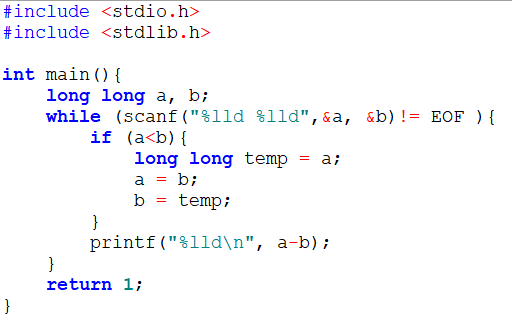 #include <stdio.h>
#include <stdlib.h>

int main(){
    long long a, b;
    while (scanf("%lld %lld",&a, &b)!= EOF ){
        if (a<b){
            long long temp = a;
            a = b;
            b = temp;
        }
        printf("%lld\n", a-b);
    }
    return 1;
}